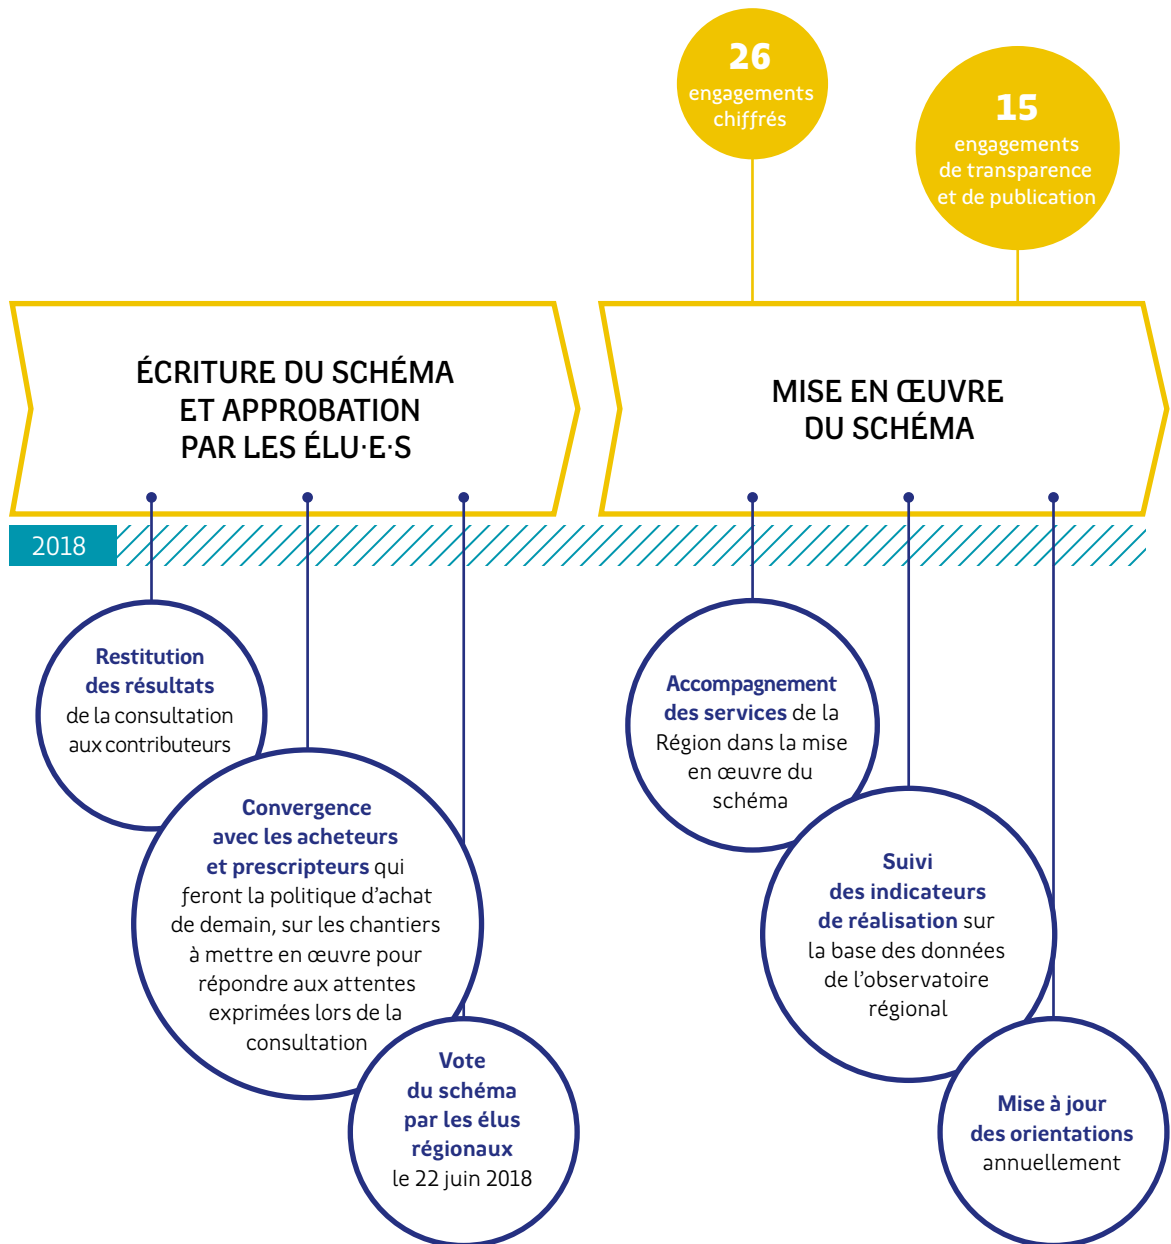 26
engagements
chiffrés
15
engagements
de transparence
et de publication
ÉCRITURE DU SCHÉMA
ET APPROBATION
PAR LES ÉLU·E·S
MISE EN ŒUVRE
DU SCHÉMA
2018
Restitution
des résultats
de la consultation
aux contributeurs
Convergence
avec les acheteurs
et prescripteurs qui
feront la politique d’achat
de demain, sur les chantiers
à mettre en œuvre pour
répondre aux attentes
exprimées lors de la
consultation
Vote
du schéma
par les élus
régionaux
le 22 juin 2018
Accompagnement
des services de la
Région dans la mise
en œuvre du
schéma
Suivi
des indicateurs
de réalisation sur
la base des données
de l’observatoire
régional
Mise à jour
des orientations
annuellement